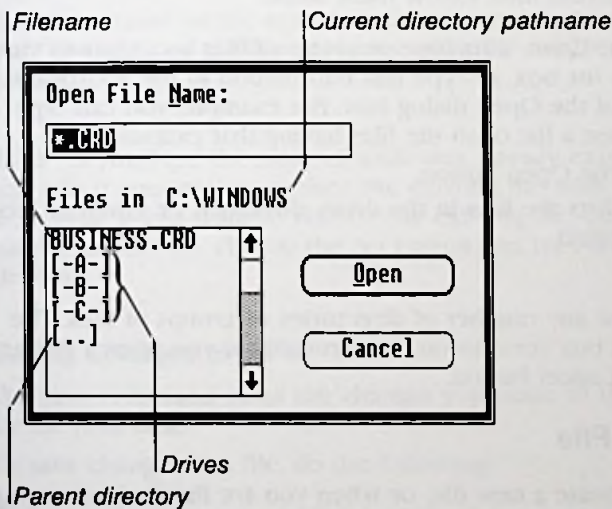 Filename
Current directory pathname
Open File Name:
*.CRD
Files in C:\WINDOWS
BUSINESS.CRD
[-A-]
[-B-]
[-C-]
[..]
Open
Cancel
Drives
Parent directory